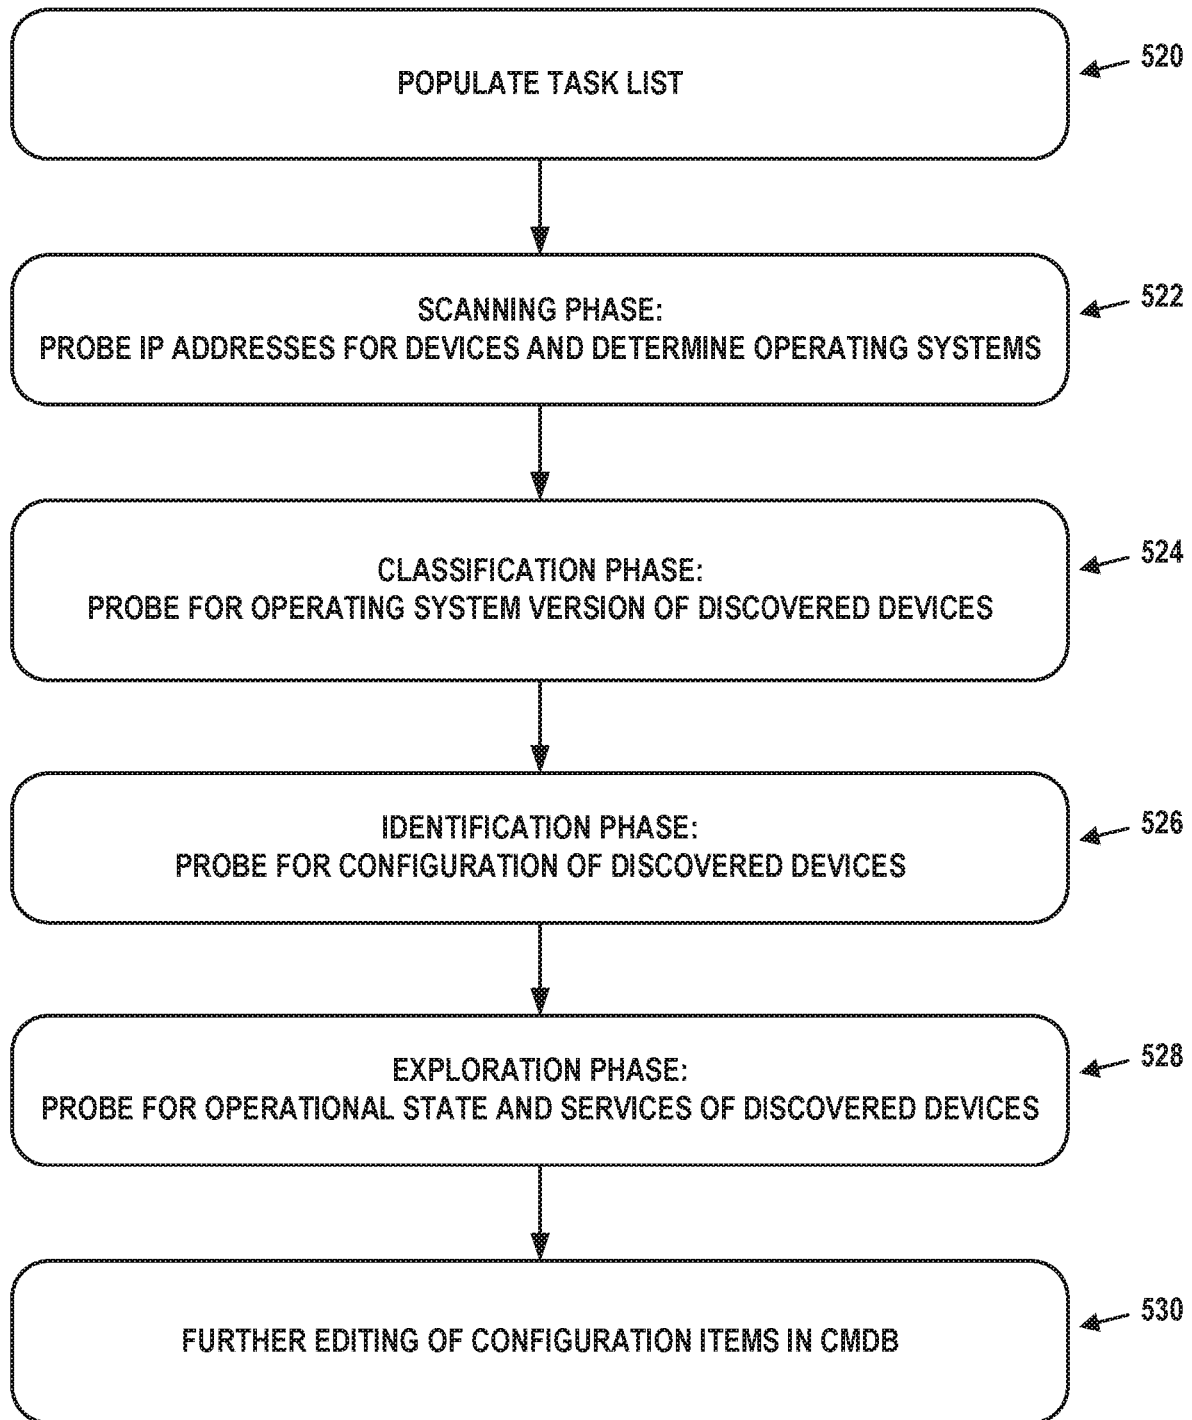 POPULATE TASK LIST
520
SCANNING PHASE:
PROBE IP ADDRESSES FOR DEVICES AND DETERMINE OPERATING SYSTEMS
522
CLASSIFICATION PHASE:
PROBE FOR OPERATING SYSTEM VERSION OF DISCOVERED DEVICES
524
IDENTIFICATION PHASE:
PROBE FOR CONFIGURATION OF DISCOVERED DEVICES
526
EXPLORATION PHASE:
PROBE FOR OPERATIONAL STATE AND SERVICES OF DISCOVERED DEVICES
528
FURTHER EDITING OF CONFIGURATION ITEMS IN CMDB
530